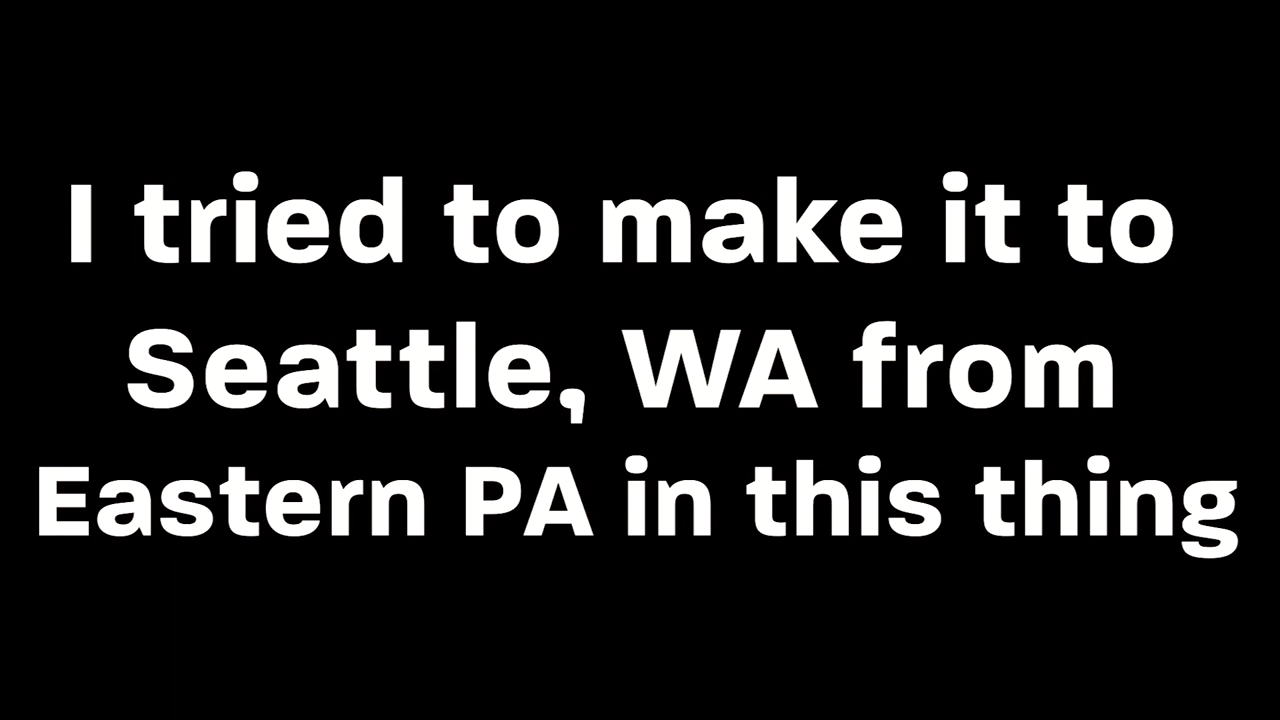 I tried to make it to
Seattle, WA from
Eastern PA in this thing